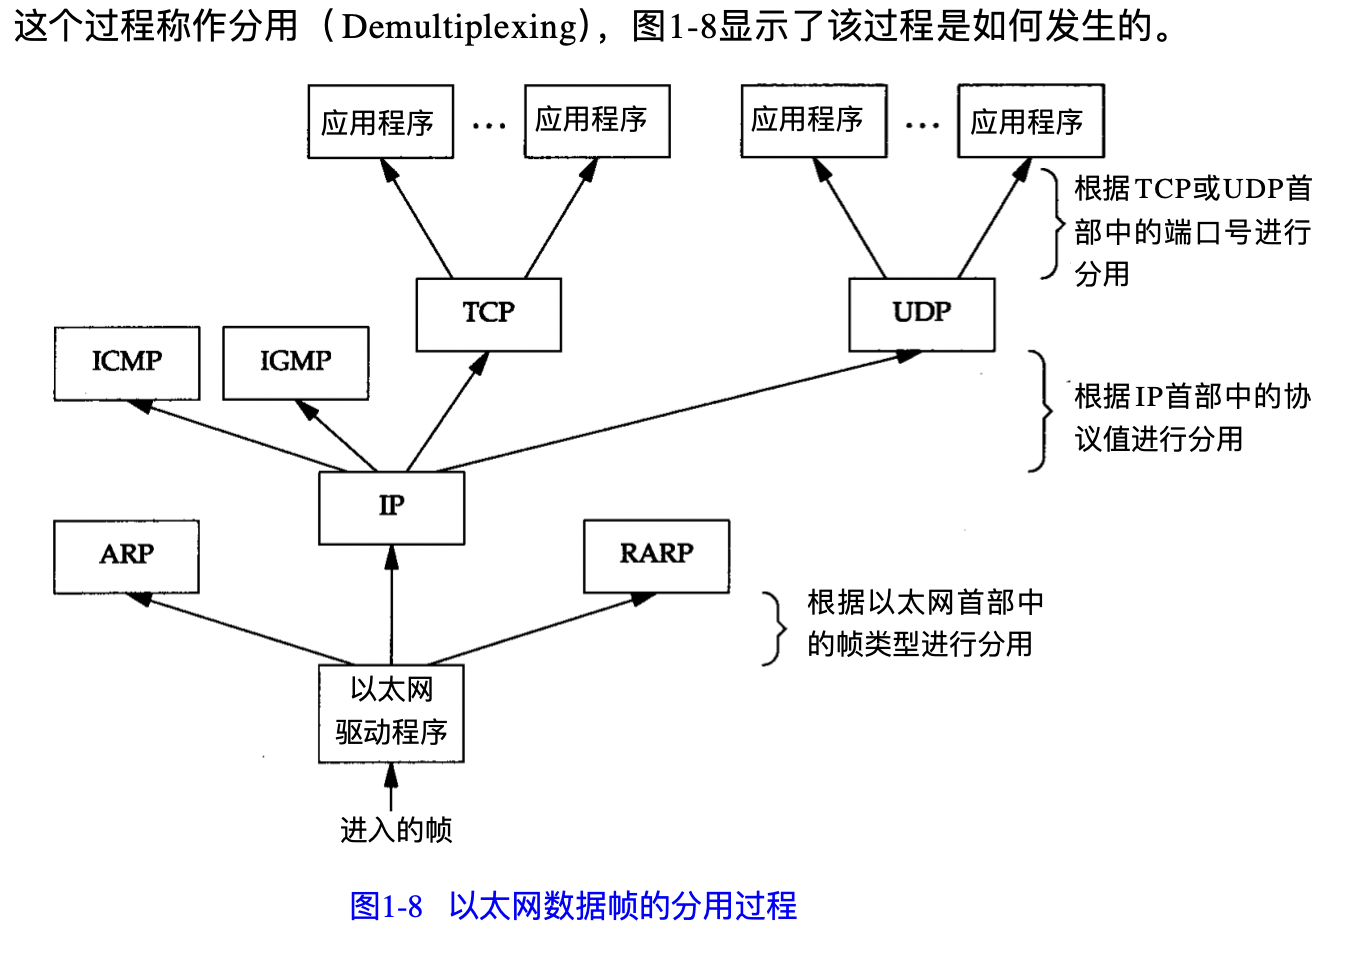 这个过程称作分用（Demultiplexing），图1-8显示了该过程是如何发生的。
应用程序 … 应用程序 应用程序 … 应用程序
根据TCP或UDP首
部中的端口号进行
分用
TCP
UDP
ICMP
IGMP
根据IP首部中的协
议值进行分用
IP
ARP
RARP
根据以太网首部中
的帧类型进行分用
以太网
驱动程序
进入的帧
图1-8 以太网数据帧的分用过程